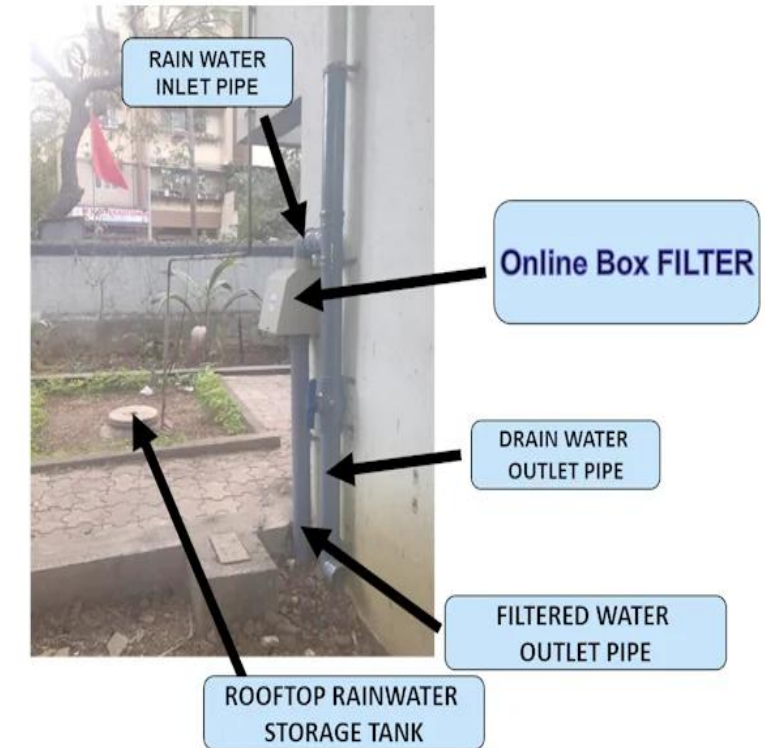 RAIN WATER
INLET PIPE
Online Box FILTER
DRAIN WATER
OUTLET PIPE
FILTERED WATER
OUTLET PIPE
ROOFTOP RAINWATER
STORAGE TANK